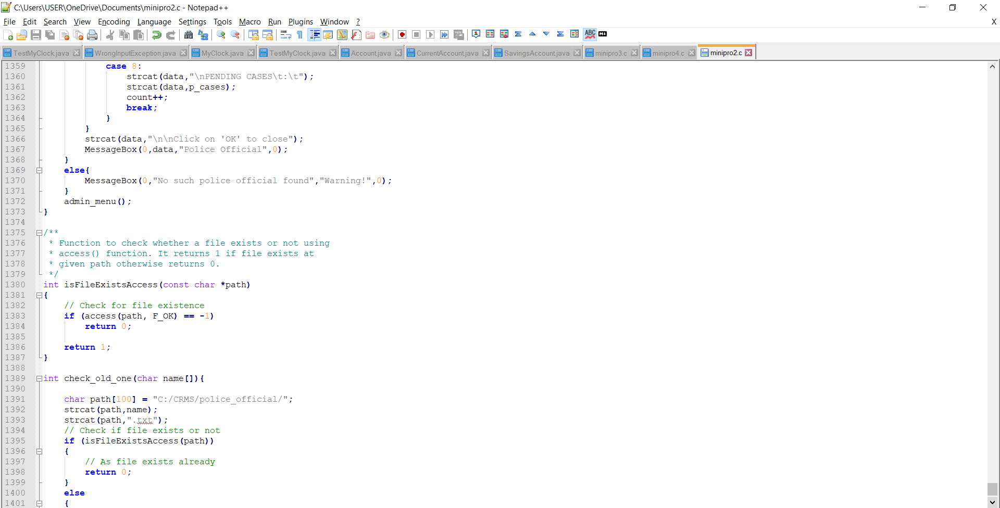 C:\Users\USER\OneDrive\Documents\minipro2.c - Notepad++
File Edit Search View Encoding Language Settings Tools Macro Run Plugins Window ? X
TestMyClock.java WrongInputException.java MyClock.java TestMyClock.java Account.java CurrentAccount.java SavingsAccount.java minipro3.c minipro4.c minipro2.c
1359 case 8:
1360 strcat(data,"\nPENDING CASES\t:\t");
1361 strcat(data,p_cases);
1362 count++;
1363 break;
1364 }
1365 }
1366 strcat(data,"\n\nClick on 'OK' to close");
1367 MessageBox(0,data,"Police Official",0);
1368 }
1369 else{
1370 MessageBox(0,"No such police official found","Warning!",0);
1371 }
1372 admin_menu();
1373 }
1374
1375 /**
1376 * Function to check whether a file exists or not using
1377 * access() function. It returns 1 if file exists at
1378 * given path otherwise returns 0.
1379 */
1380 int isFileExistsAccess(const char *path)
1381 {
1382 // Check for file existence
1383 if (access(path, F_OK) == -1)
1384 return 0;
1385
1386 return 1;
1387 }
1388
1389 int check_old_one(char name[]){
1390
1391 char path[100] = "C:/CRMS/police_official/";
1392 strcat(path,name);
1393 strcat(path,".txt");
1394 // Check if file exists or not
1395 if (isFileExistsAccess(path))
1396 {
1397 // As file exists already
1398 return 0;
1399 }
1400 else
1401 {